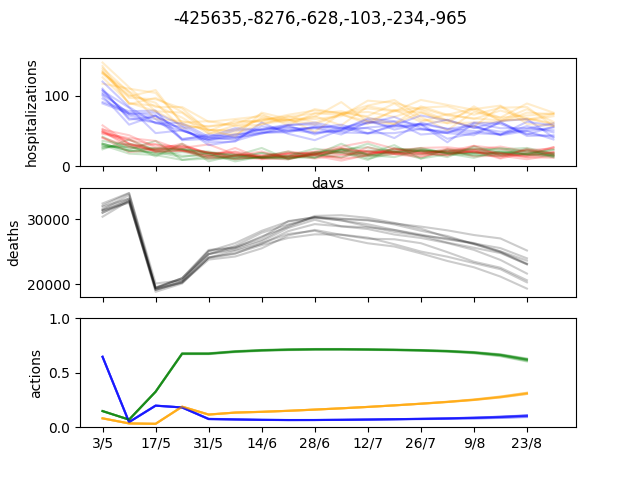 -425635,-8276,-628,-103,-234,-965
hospitalizations
100
0
days
deaths
30000
20000
actions
1.0
0.5
0.0
3/5 17/5 31/5 14/6 28/6 12/7 26/7 9/8 23/8